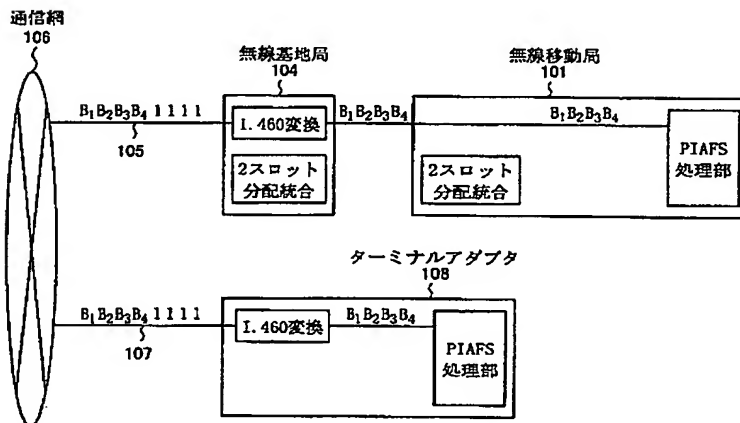 通信網
106
無線基地局
104
無線移動局
101
B₁B₂B₃B₄ 1 1 1 1
105
I. 460変換
B₁B₂B₃B₄
B₁B₂B₃B₄
PIAFS
処理部
2スロット
分配統合
2スロット
分配統合
ターミナルアダプタ
108
B₁B₂B₃B₄ 1 1 1 1
107
I. 460変換
B₁B₂B₃B₄
PIAFS
処理部